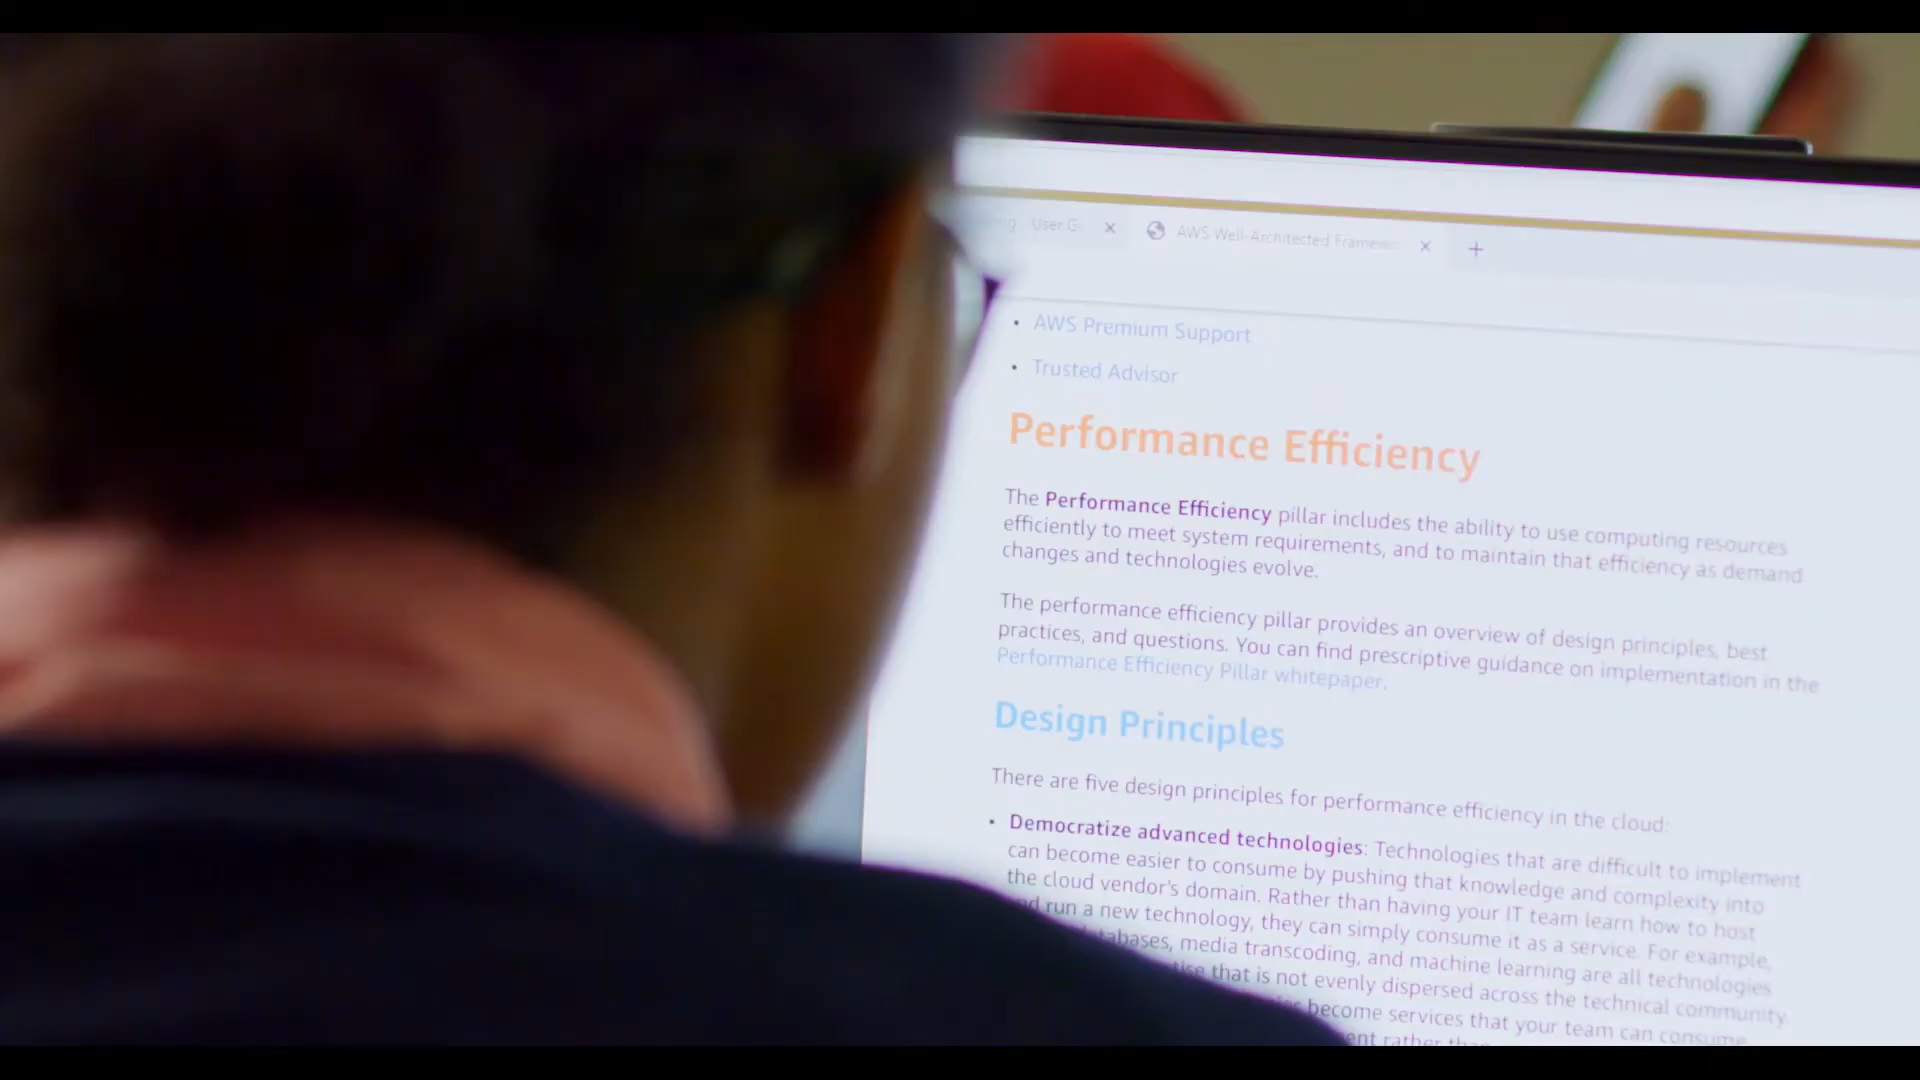 User G
AWS Well-Architected Framew
AWS Premium Support
Trusted Advisor
Performance Efficiency
The Performance Efficiency pillar includes the ability to use computing resources
efficiently to meet system requirements, and to maintain that efficiency as demand
changes and technologies evolve.
The performance efficiency pillar provides an overview of design principles, best
practices, and questions. You can find prescriptive guidance on implementation in the
Performance Efficiency Pillar whitepaper.
Design Principles
There are five design principles for performance efficiency in the cloud:
• Democratize advanced technologies: Technologies that are difficult to implement
can become easier to consume by pushing that knowledge and complexity into
the cloud vendor's domain. Rather than having your IT team learn how to host
run a new technology, they can simply consume it as a service. For example,
media transcoding, and machine learning are all technologies
that is not evenly dispersed across the technical community.
become services that your team can consume
rather